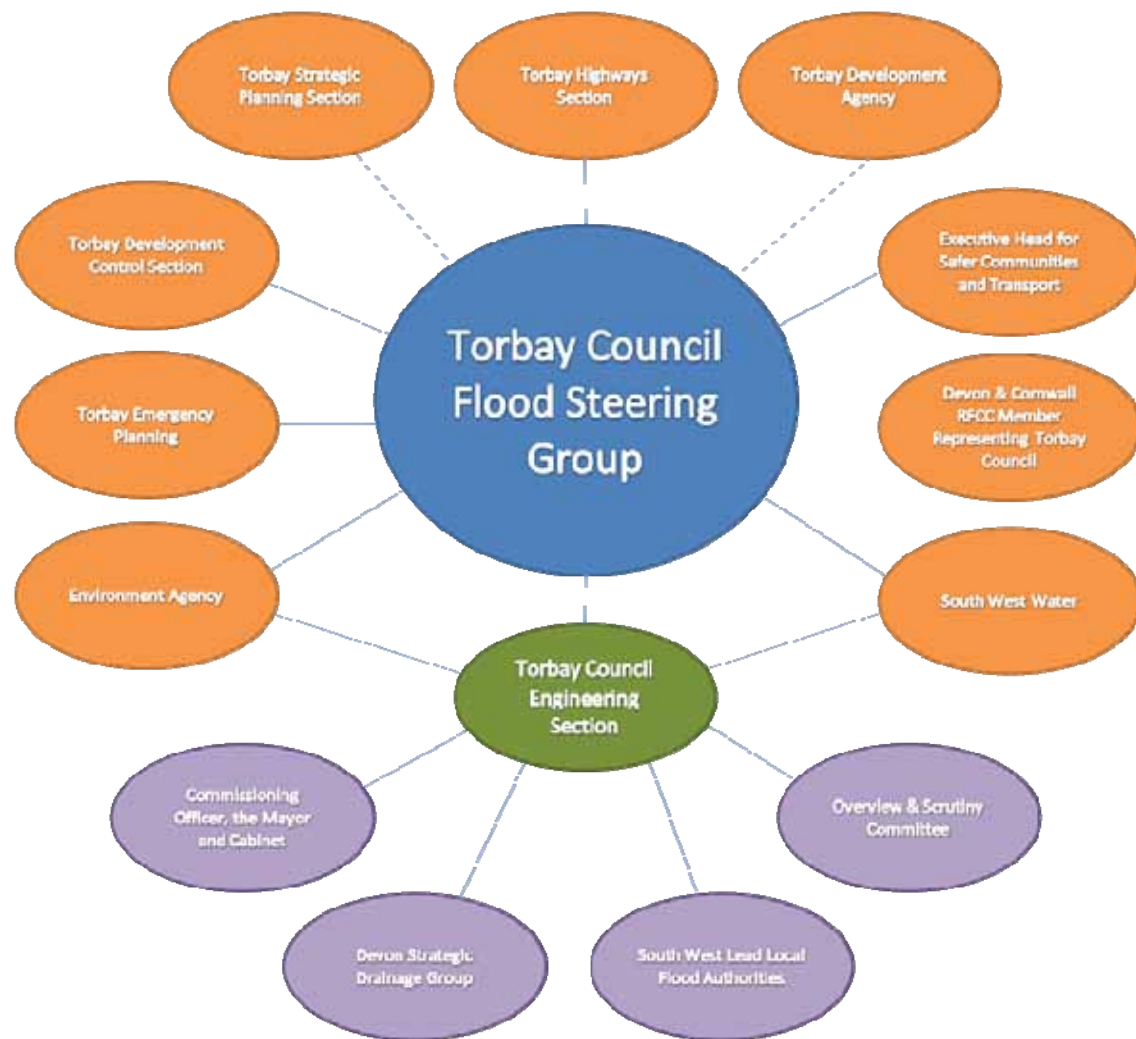 Torbay Strategic
Planning Section
Torbay Highways
Section
Torbay Development
Agency
Torbay Development
Control Section
Executive Head for
Safer Communities
and Transport
Torbay Council
Flood Steering
Group
Torbay Emergency
Planning
Devon & Cornwall
RFCC Member
Representing Torbay
Council
Environment Agency
South West Water
Torbay Council
Engineering
Section
Commissioning
Officer, the Mayor
and Cabinet
Overview & Scrutiny
Committee
Devon Strategic
Drainage Group
South West Lead Local
Flood Authorities.